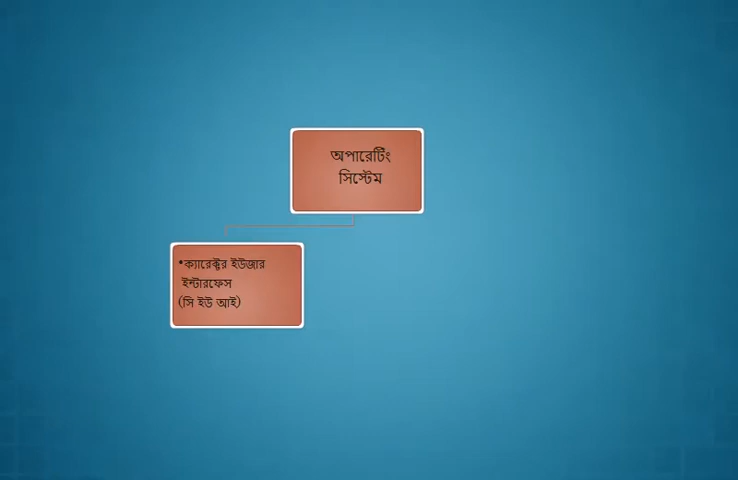 অপারেটিং
সিস্টেম
•ক্যারেক্টর ইউজার
ইন্টারফেস
(সি ইউ আই)